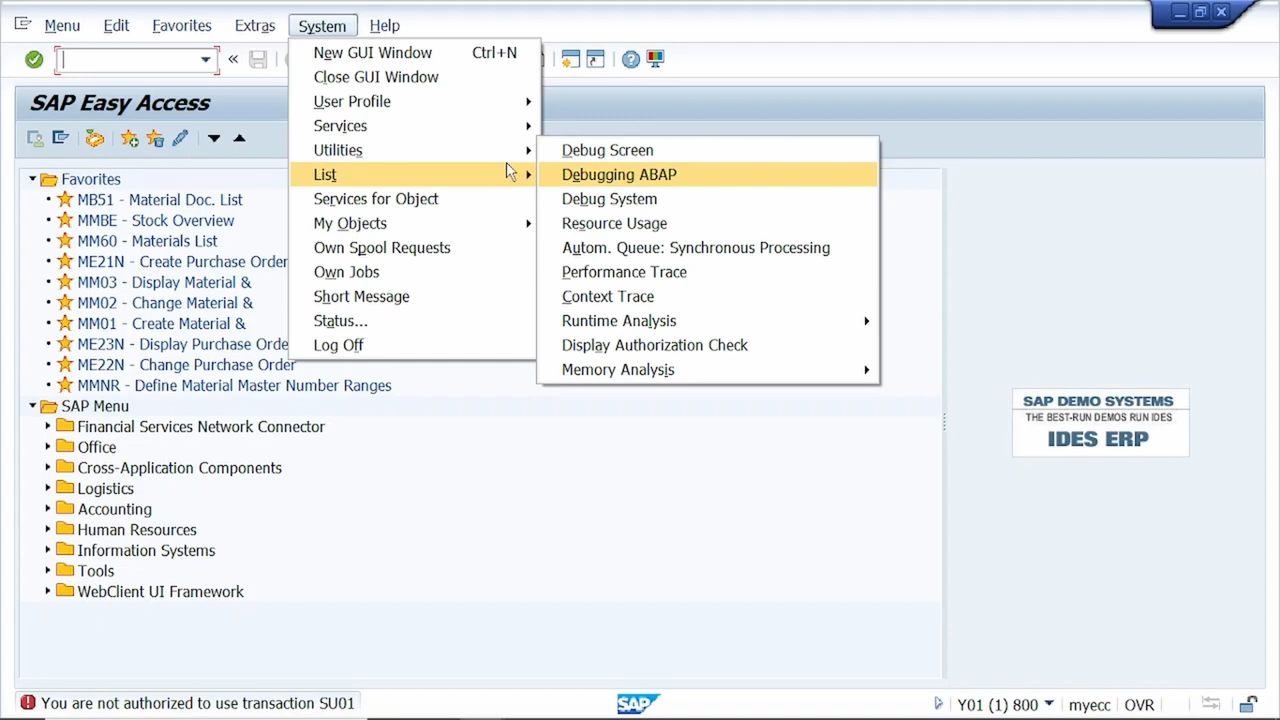 Menu Edit Favorites Extras System Help
New GUI Window Ctrl+N
Close GUI Window
User Profile
Services
Utilities
List
Services for Object
My Objects
Own Spool Requests
Own Jobs
Short Message
Status...
Log Off
Debug Screen
Debugging ABAP
Debug System
Resource Usage
Autom. Queue: Synchronous Processing
Performance Trace
Context Trace
Runtime Analysis
Display Authorization Check
Memory Analysis
SAP Easy Access
Favorites
MB51 - Material Doc. List
MMBE - Stock Overview
MM60 - Materials List
ME21N - Create Purchase Order
MM03 - Display Material &
MM02 - Change Material &
MM01 - Create Material &
ME23N - Display Purchase Orde
ME22N - Change Purchase Order
MMNR - Define Material Master Number Ranges
SAP Menu
Financial Services Network Connector
Office
Cross-Application Components
Logistics
Accounting
Human Resources
Information Systems
Tools
WebClient UI Framework
SAP DEMO SYSTEMS
THE BEST-RUN DEMOS RUN IDES
IDES ERP
You are not authorized to use transaction SU01
SAP
Y01 (1) 800 myecc OVR